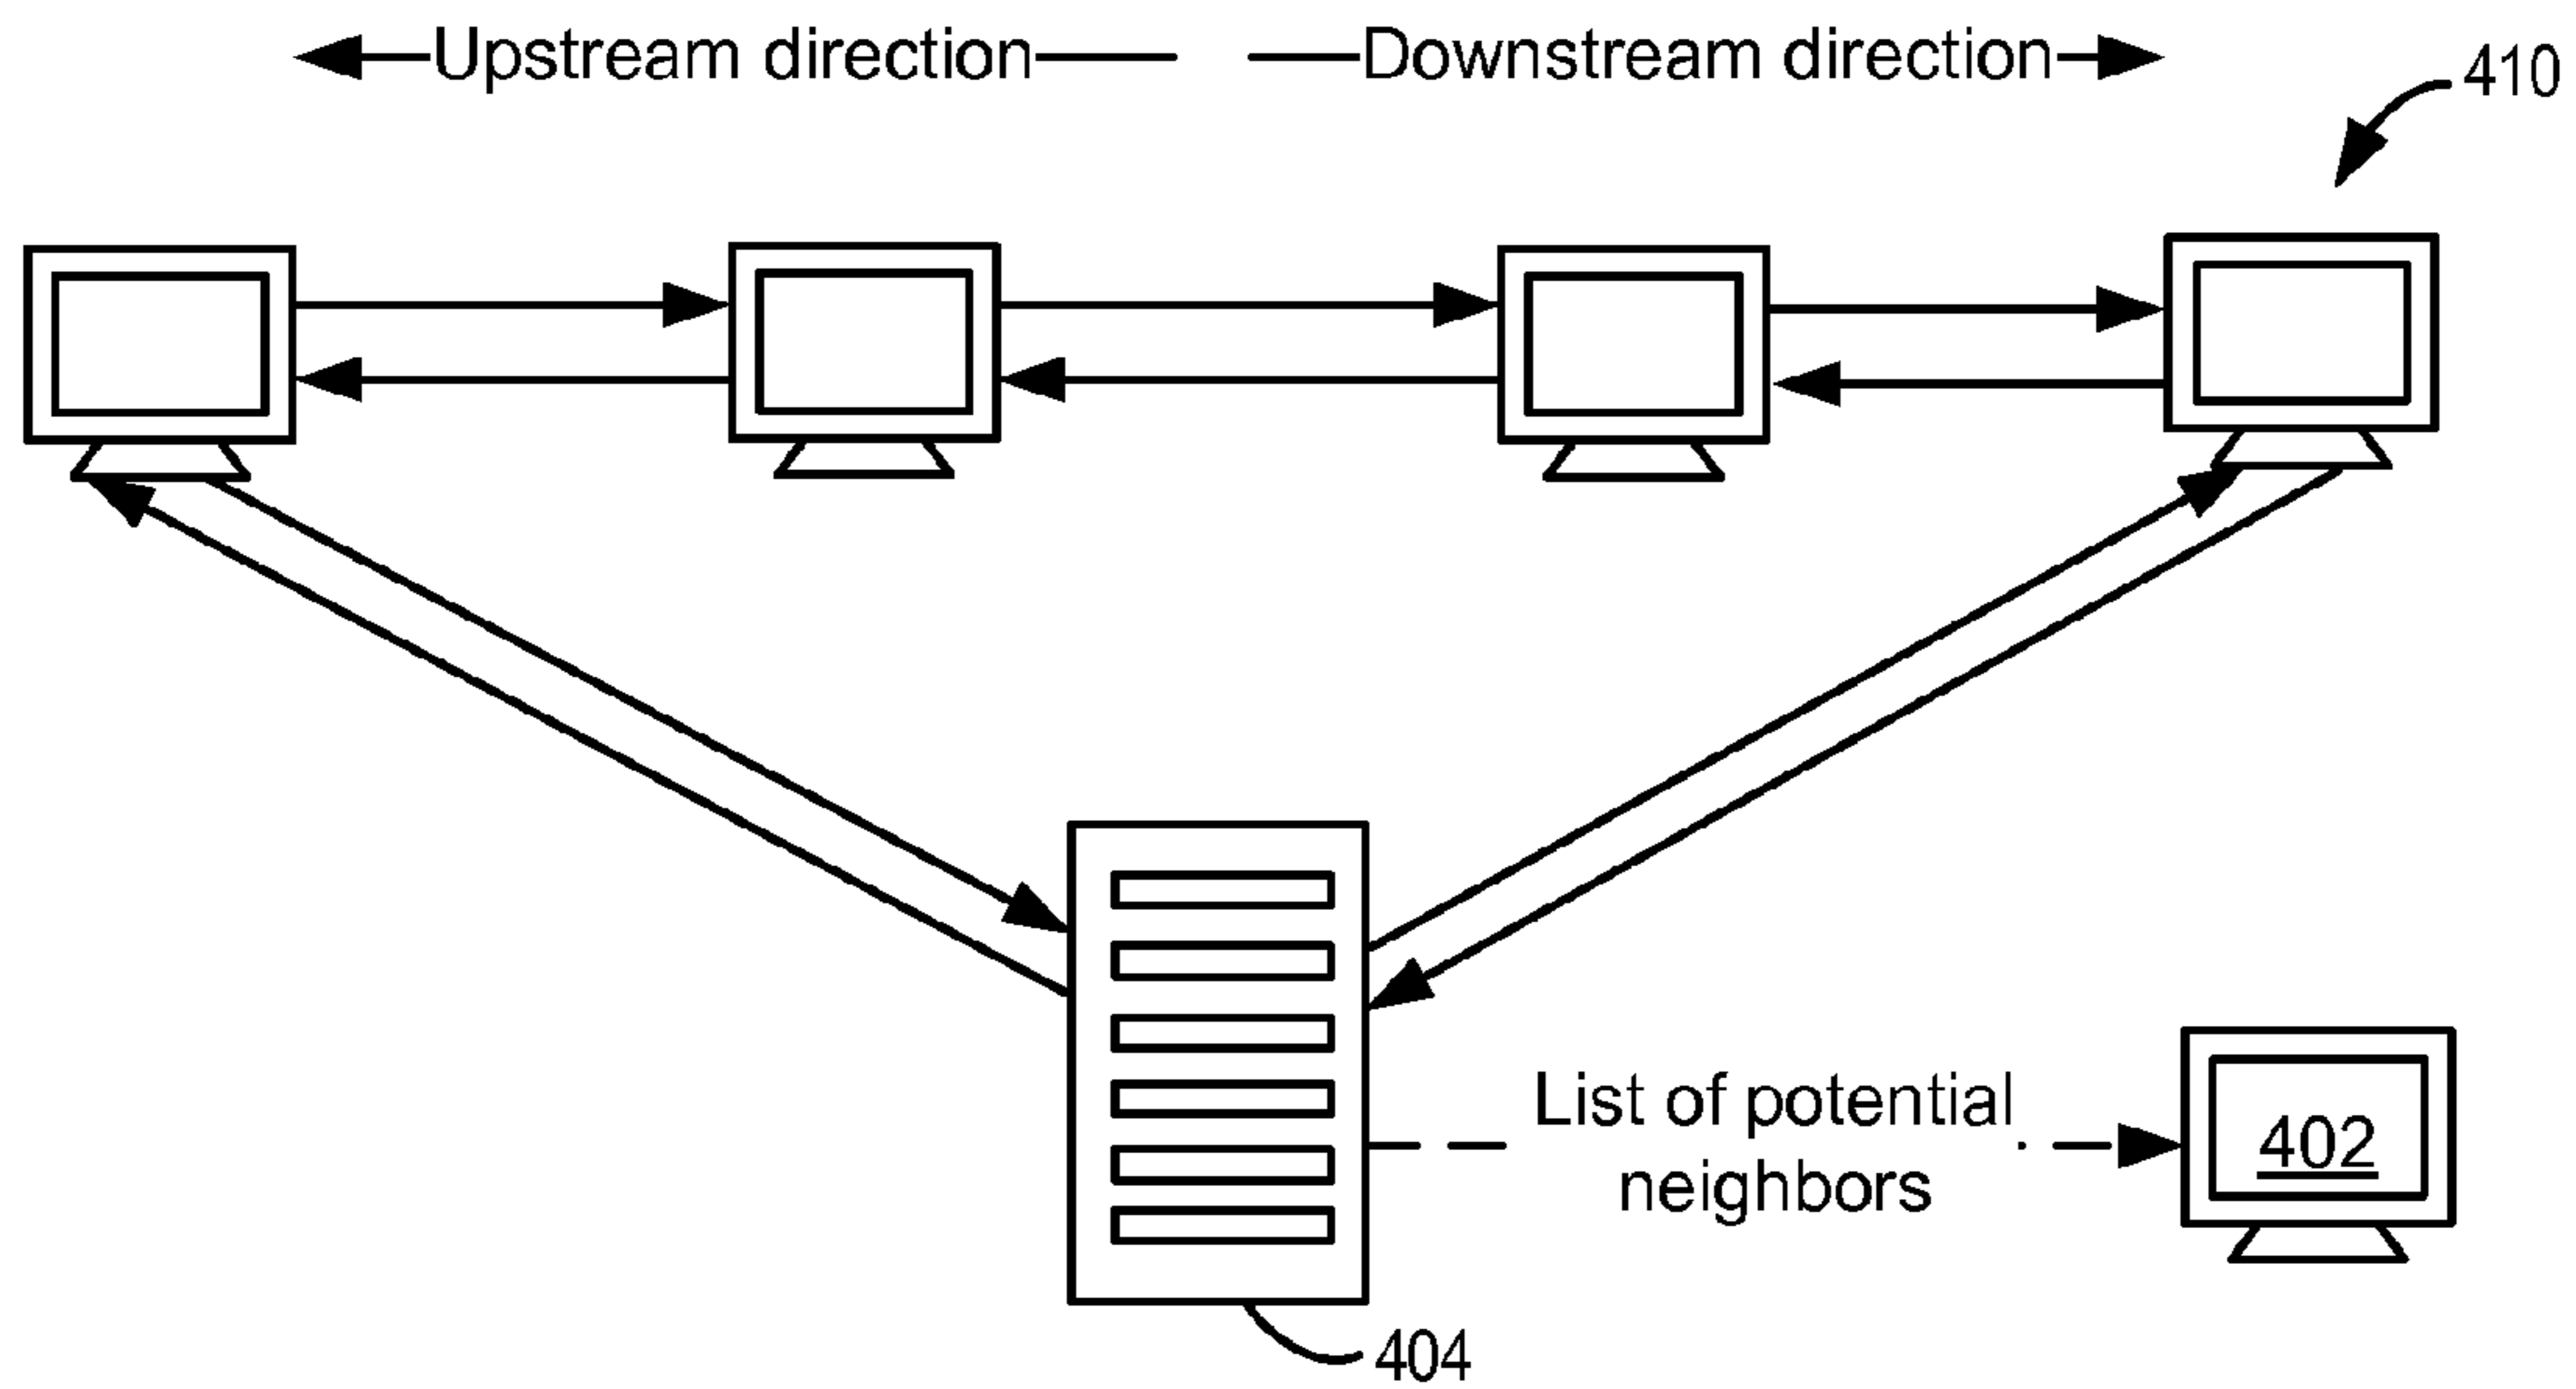 Upstream direction
Downstream direction
410
List of potential
neighbors
402
404